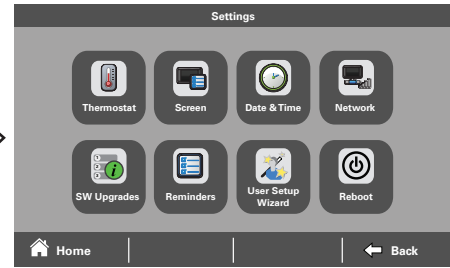 Settings
Thermostat
Screen
Date & Time
Network
SW Upgrades
Reminders
User Setup
Wizard
Reboot
Home
Back